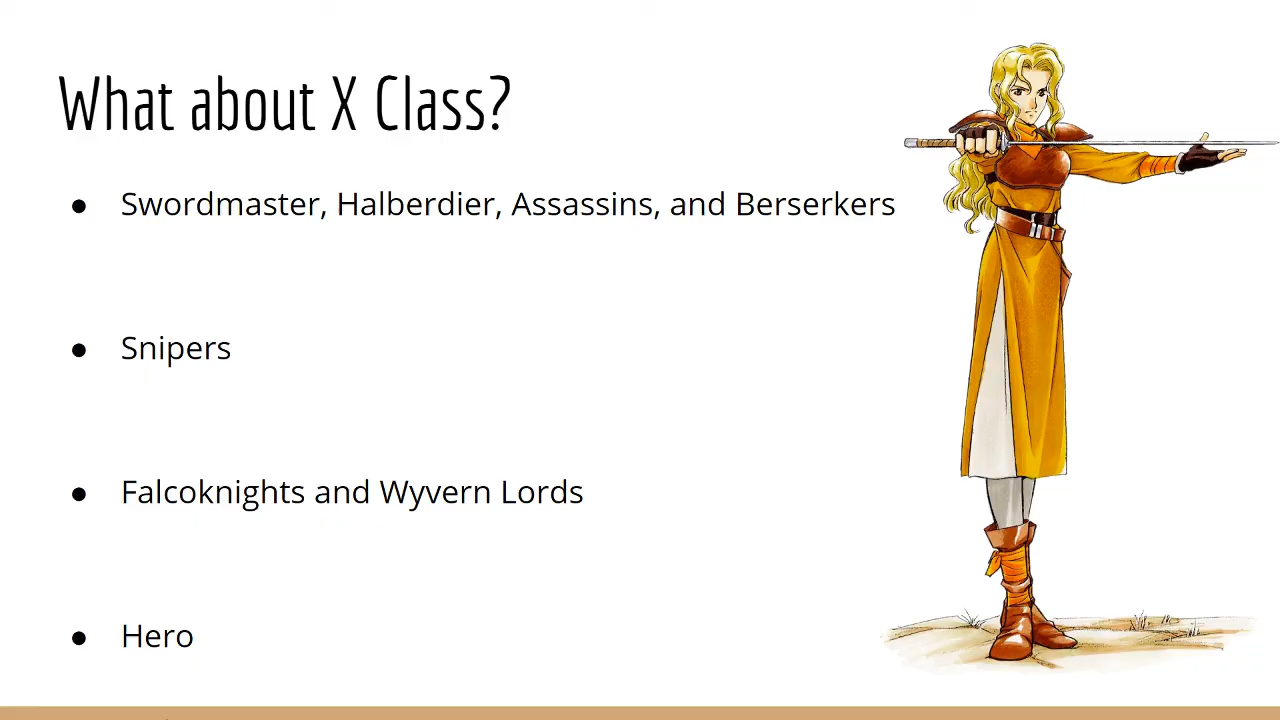 What about X Class?
Swordmaster, Halberdier, Assassins, and Berserkers
Snipers
Falcoknights and Wyvern Lords
Hero